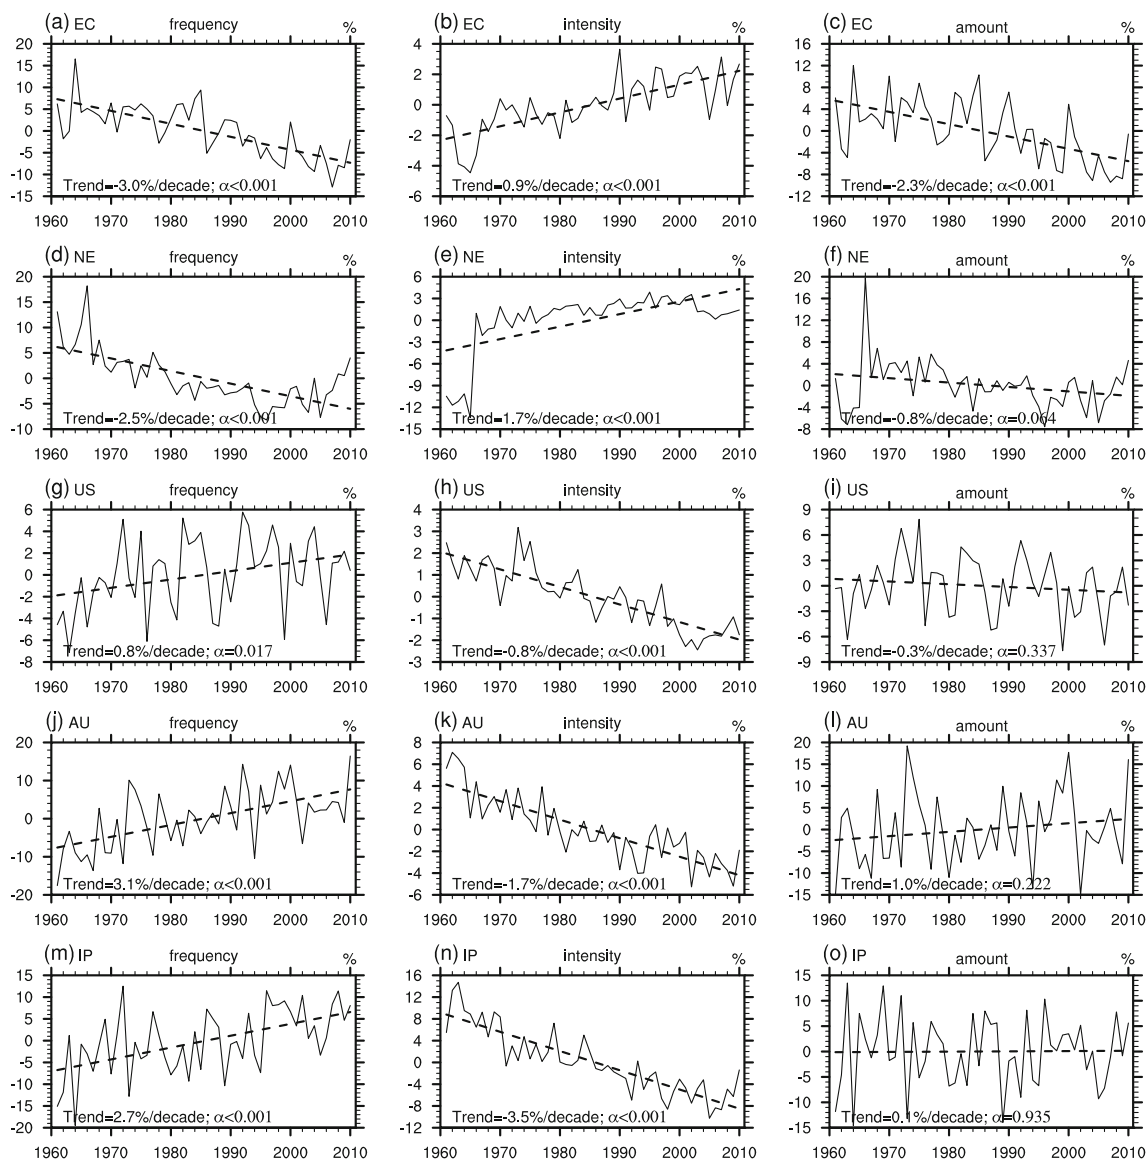 (a) EC frequency %
20
15
10
5
0
-5
-10
-15
Trend=-3.0%/decade; α<0.001
1960 1970 1980 1990 2000 2010
(b) EC intensity %
4
2
0
-2
-4
-6
Trend=0.9%/decade; α<0.001
1960 1970 1980 1990 2000 2010
(c) EC amount %
16
12
8
4
0
-4
-8
-12
Trend=-2.3%/decade; α<0.001
1960 1970 1980 1990 2000 2010
(d) NE frequency %
20
15
10
5
0
-5
-10
Trend=-2.5%/decade; α<0.001
1960 1970 1980 1990 2000 2010
(e) NE intensity %
6
3
0
-3
-6
-9
-12
-15
Trend=1.7%/decade; α<0.001
1960 1970 1980 1990 2000 2010
(f) NE amount %
20
16
12
8
4
0
-4
-8
Trend=-0.8%/decade; α=0.064
1960 1970 1980 1990 2000 2010
(g) US frequency %
6
4
2
0
-2
-4
-6
-8
Trend=0.8%/decade; α=0.017
1960 1970 1980 1990 2000 2010
(h) US intensity %
4
3
2
1
0
-1
-2
-3
Trend=-0.8%/decade; α<0.001
1960 1970 1980 1990 2000 2010
(i) US amount %
9
6
3
0
-3
-6
-9
Trend=-0.3%/decade; α=0.337
1960 1970 1980 1990 2000 2010
(j) AU frequency %
20
10
0
-10
-20
Trend=3.1%/decade; α<0.001
1960 1970 1980 1990 2000 2010
(k) AU intensity %
8
6
4
2
0
-2
-4
-6
Trend=-1.7%/decade; α<0.001
1960 1970 1980 1990 2000 2010
(l) AU amount %
20
15
10
5
0
-5
-10
-15
Trend=1.0%/decade; α=0.222
1960 1970 1980 1990 2000 2010
(m) IP frequency %
15
10
5
0
-5
-10
-15
-20
Trend=2.7%/decade; α<0.001
1960 1970 1980 1990 2000 2010
(n) IP intensity %
16
12
8
4
0
-4
-8
-12
Trend=-3.5%/decade; α<0.001
1960 1970 1980 1990 2000 2010
(o) IP amount %
15
10
5
0
-5
-10
-15
Trend=0.1%/decade; α=0.935
1960 1970 1980 1990 2000 2010